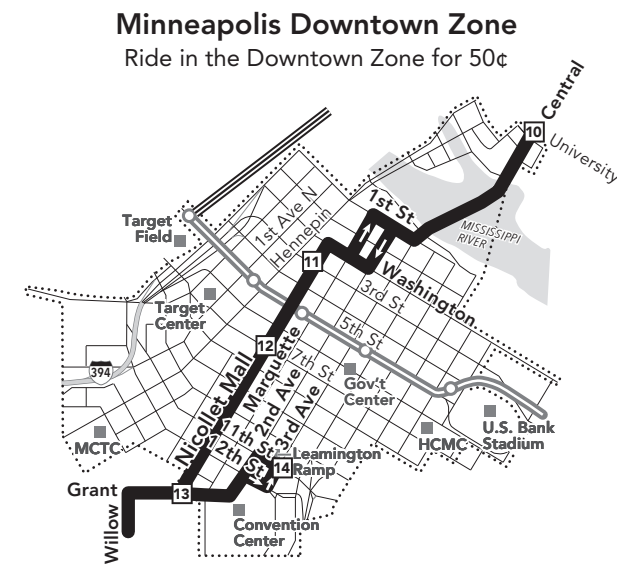 Minneapolis Downtown Zone
Ride in the Downtown Zone for 50¢
Central
10
University
1st St
MISSISSIPPI
RIVER
Target
Field
1st Ave N
Hennepin
11
Washington
3rd St
Target
Center
5th St
394
12
7th St
Gov't
Center
Nicollet Mall
Marquette
2nd Ave
3rd Ave
11th St
12th St
U.S. Bank
Stadium
HCMC
MCTC
14
Leamington
Ramp
Grant
13
Willow
Convention
Center